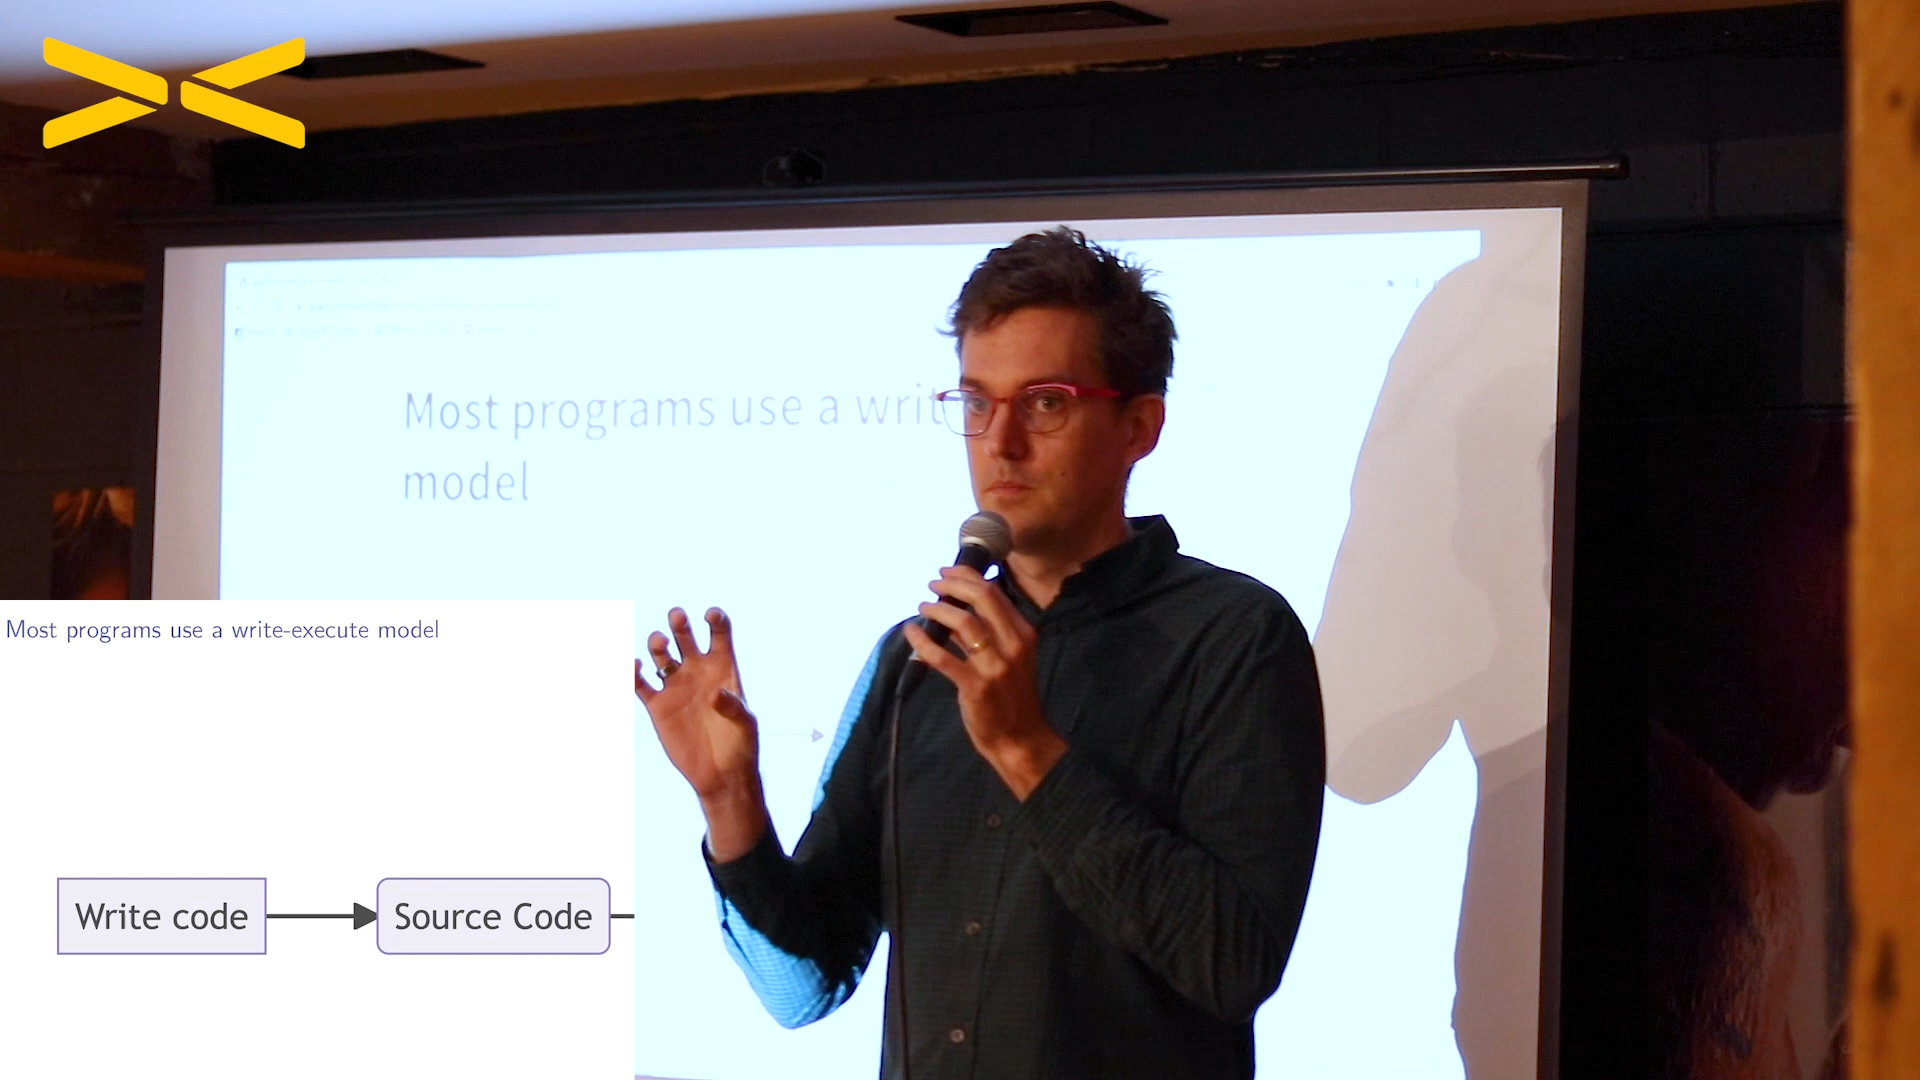 Most programs use a writ
model
Most programs use a write-execute model
Write code
Source Code